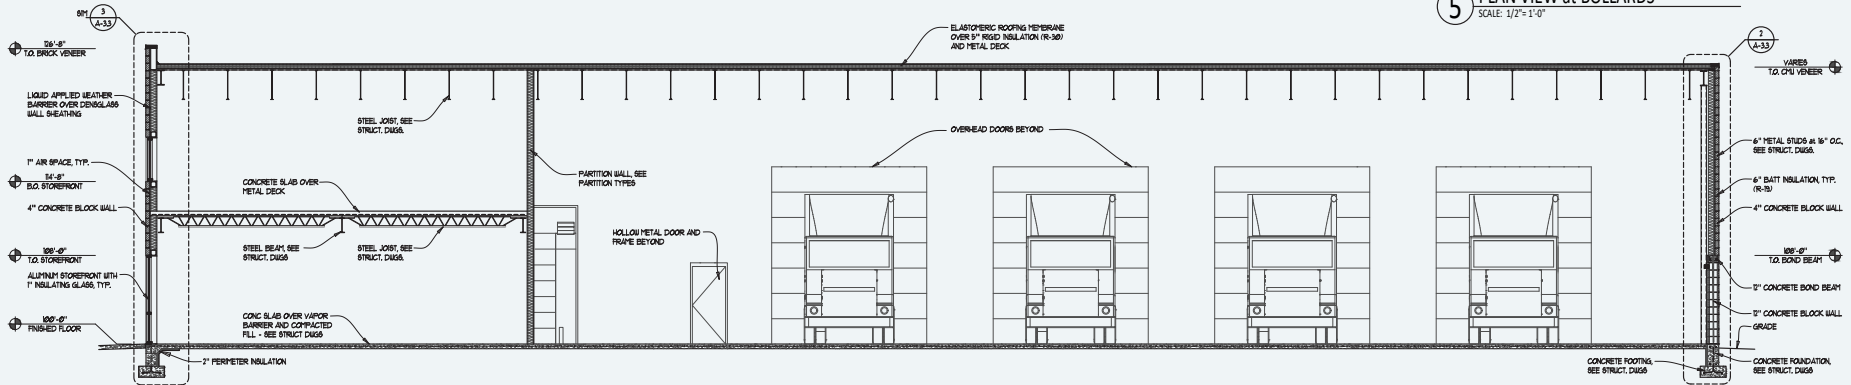 5
PLAN VIEW at BOLLARDS
SCALE: 1/2"= 1'-0"
SIM
3
A-3.3
126'-8"
T.O. BRICK VENEER
LIQUID APPLIED WEATHER
BARRIER OVER DENSGLASS
WALL SHEATHING
1" AIR SPACE, TYP.
114'-8"
B.O. STOREFRONT
4" CONCRETE BLOCK WALL
108'-0"
T.O. STOREFRONT
ALUMINUM STOREFRONT WITH
1" INSULATING GLASS, TYP.
100'-0"
FINISHED FLOOR
2" PERIMETER INSULATION
STEEL JOIST, SEE
STRUCT. DWGS.
CONCRETE SLAB OVER
METAL DECK
STEEL BEAM, SEE
STRUCT. DWGS
STEEL JOIST, SEE
STRUCT. DWGS.
CONC SLAB OVER VAPOR
BARRIER AND COMPACTED
FILL - SEE STRUCT DWGS
PARTITION WALL, SEE
PARTITION TYPES
HOLLOW METAL DOOR AND
FRAME BEYOND
ELASTOMERIC ROOFING MEMBRANE
OVER 5" RIGID INSULATION (R-30)
AND METAL DECK
OVERHEAD DOORS BEYOND
2
A-3.3
VARIES
T.O. CMU VENEER
6" METAL STUDS at 16" O.C.,
SEE STRUCT. DWGS.
6" BATT INSULATION, TYP.
(R-19)
4" CONCRETE BLOCK WALL
108'-0"
T.O. BOND BEAM
12" CONCRETE BOND BEAM
12" CONCRETE BLOCK WALL
GRADE
CONCRETE FOOTING,
SEE STRUCT. DWGS
CONCRETE FOUNDATION,
SEE STRUCT. DWGS